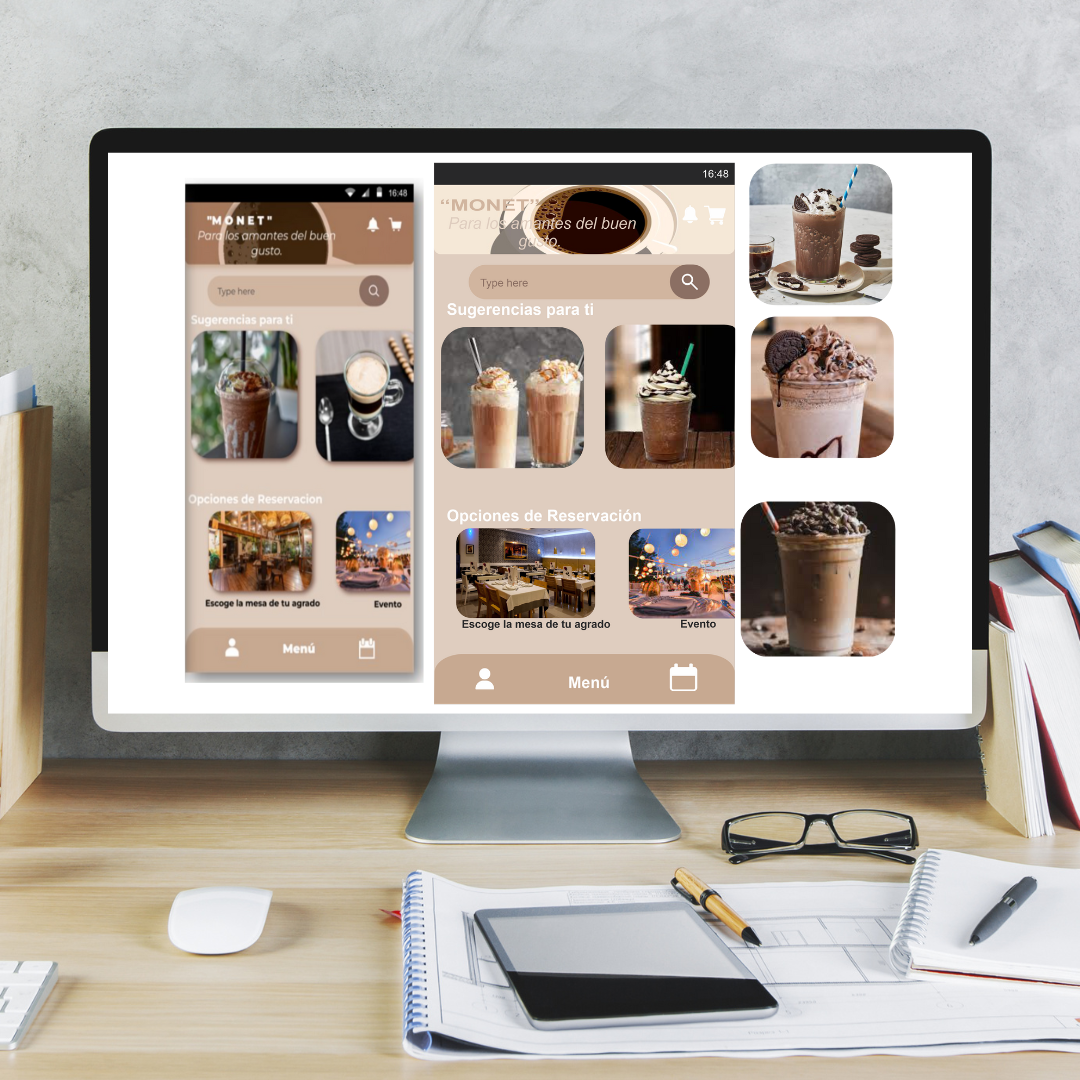 16:48
"MONET"
Para los amantes del buen
gusto.
Type here
Sugerencias para ti
Opciones de Reservacion
Escoge la mesa de tu agrado
Evento
Menú
16:48
“MONET”
Para los amantes del buen
gusto.
Type here
Sugerencias para ti
Opciones de Reservación
Escoge la mesa de tu agrado
Evento
Menú